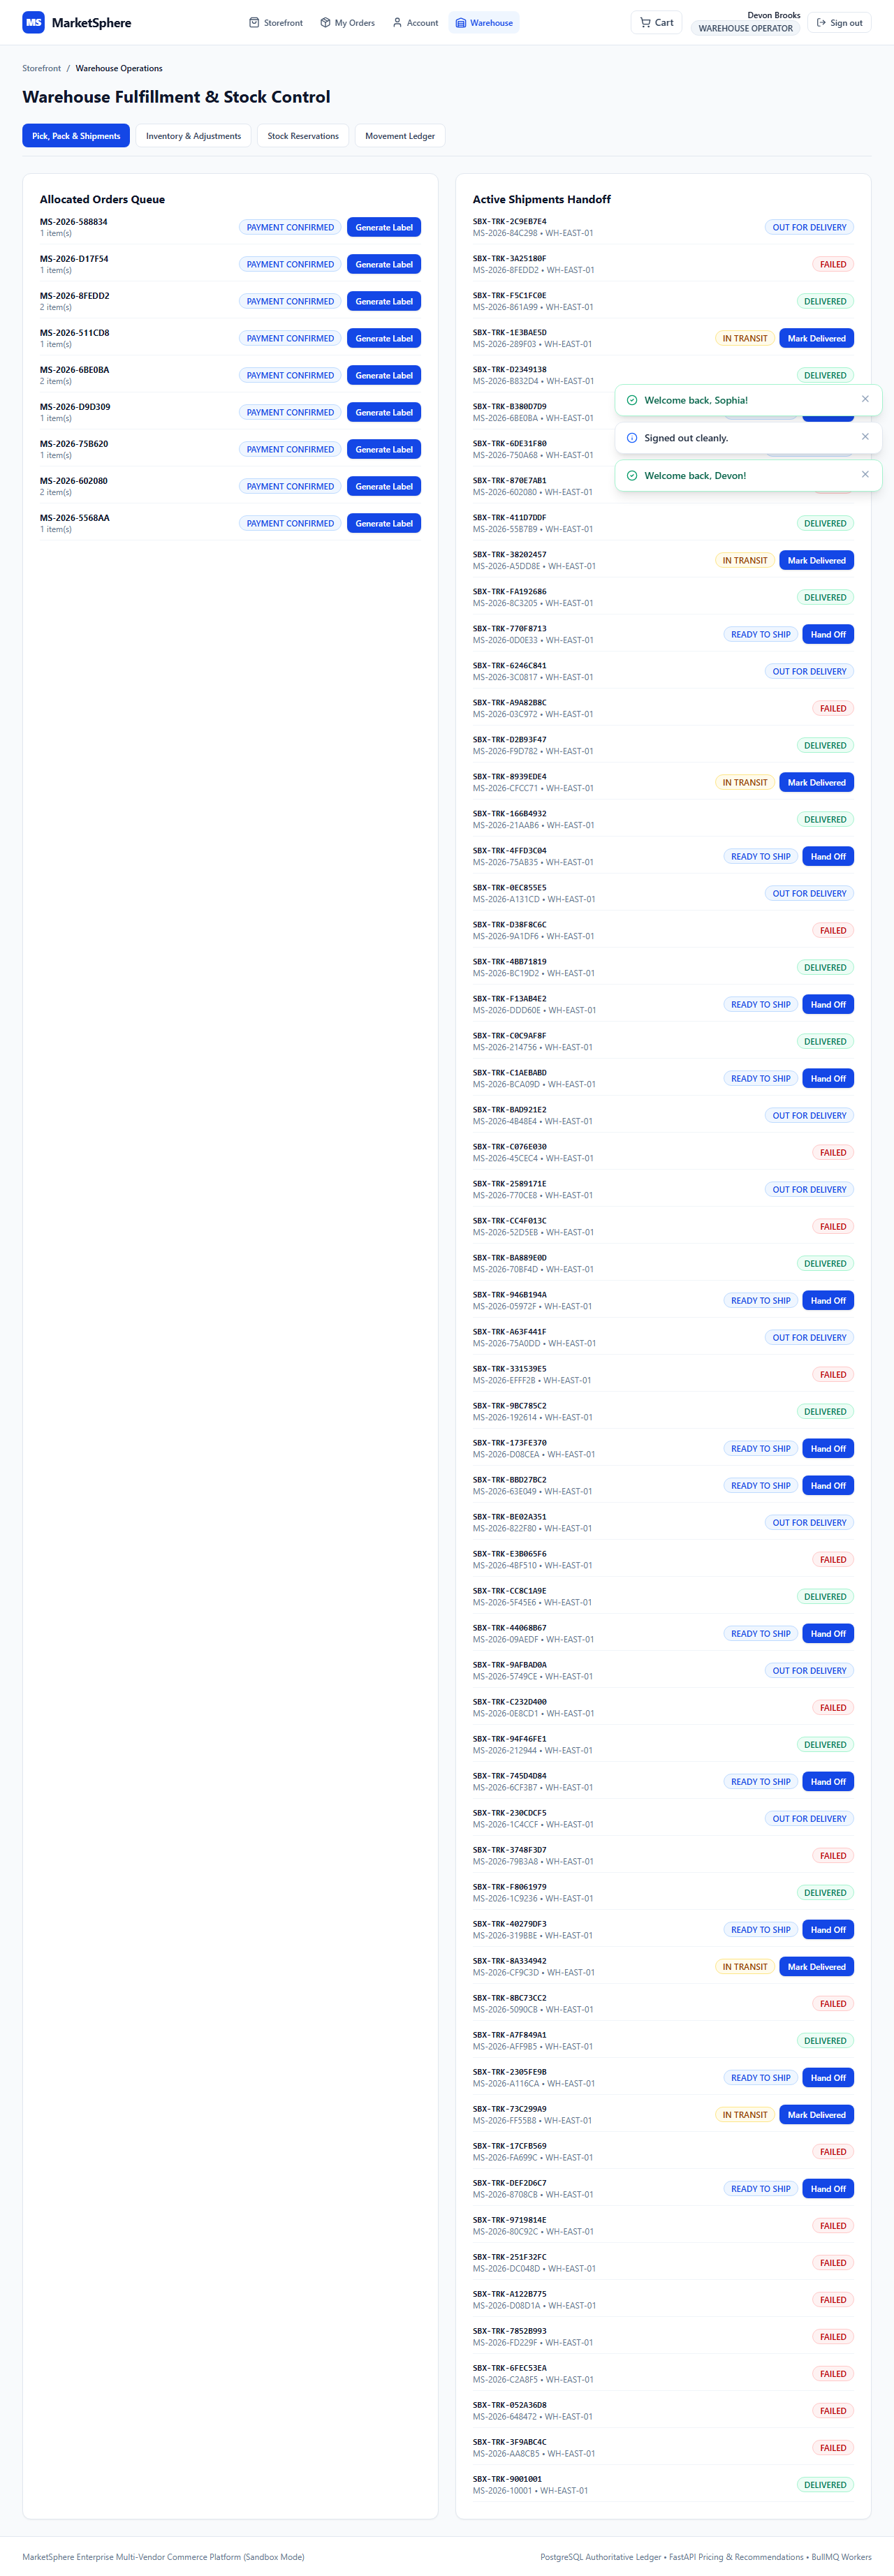 MS MarketSphere
Storefront
My Orders
Account
Warehouse
Cart
Devon Brooks
WAREHOUSE OPERATOR
Sign out
Storefront / Warehouse Operations
Warehouse Fulfillment & Stock Control
Pick, Pack & Shipments
Inventory & Adjustments
Stock Reservations
Movement Ledger
Allocated Orders Queue
MS-2026-588834
1 item(s)
PAYMENT CONFIRMED Generate Label
MS-2026-D17F54
1 item(s)
PAYMENT CONFIRMED Generate Label
MS-2026-8FEDD2
2 item(s)
PAYMENT CONFIRMED Generate Label
MS-2026-511CD8
1 item(s)
PAYMENT CONFIRMED Generate Label
MS-2026-6BE0BA
2 item(s)
PAYMENT CONFIRMED Generate Label
MS-2026-D9D309
1 item(s)
PAYMENT CONFIRMED Generate Label
MS-2026-75B620
1 item(s)
PAYMENT CONFIRMED Generate Label
MS-2026-602080
2 item(s)
PAYMENT CONFIRMED Generate Label
MS-2026-5568AA
1 item(s)
PAYMENT CONFIRMED Generate Label
Active Shipments Handoff
SBX-TRK-2C9EB7E4
MS-2026-84C298 • WH-EAST-01
OUT FOR DELIVERY
SBX-TRK-3A25180F
MS-2026-8FEDD2 • WH-EAST-01
FAILED
SBX-TRK-F5C1FC0E
MS-2026-861A99 • WH-EAST-01
DELIVERED
SBX-TRK-1E3BAE5D
MS-2026-289F03 • WH-EAST-01
IN TRANSIT Mark Delivered
SBX-TRK-D2349138
MS-2026-8832D4 • WH-EAST-01
DELIVERED
SBX-TRK-B380D7D9
MS-2026-6BE0BA • WH-EAST-01
Welcome back, Sophia!
SBX-TRK-6DE31F80
MS-2026-750A68 • WH-EAST-01
Signed out cleanly.
SBX-TRK-870E7AB1
MS-2026-602080 • WH-EAST-01
Welcome back, Devon!
SBX-TRK-411D7DDF
MS-2026-55B7B9 • WH-EAST-01
DELIVERED
SBX-TRK-38202457
MS-2026-A5DD8E • WH-EAST-01
IN TRANSIT Mark Delivered
SBX-TRK-FA192686
MS-2026-8C3205 • WH-EAST-01
DELIVERED
SBX-TRK-770F8713
MS-2026-0D0E33 • WH-EAST-01
READY TO SHIP Hand Off
SBX-TRK-6246C841
MS-2026-3C0817 • WH-EAST-01
OUT FOR DELIVERY
SBX-TRK-A9A82B8C
MS-2026-03C972 • WH-EAST-01
FAILED
SBX-TRK-D2B93F47
MS-2026-F9D782 • WH-EAST-01
DELIVERED
SBX-TRK-8939EDE4
MS-2026-CFCC71 • WH-EAST-01
IN TRANSIT Mark Delivered
SBX-TRK-166B4932
MS-2026-21AAB6 • WH-EAST-01
DELIVERED
SBX-TRK-4FFD3C04
MS-2026-75AB35 • WH-EAST-01
READY TO SHIP Hand Off
SBX-TRK-0EC855E5
MS-2026-A131CD • WH-EAST-01
OUT FOR DELIVERY
SBX-TRK-D38F8C6C
MS-2026-9A1DF6 • WH-EAST-01
FAILED
SBX-TRK-4BB71819
MS-2026-BC19D2 • WH-EAST-01
DELIVERED
SBX-TRK-F13AB4E2
MS-2026-DDD60E • WH-EAST-01
READY TO SHIP Hand Off
SBX-TRK-C0C9AF8F
MS-2026-214756 • WH-EAST-01
DELIVERED
SBX-TRK-C1AEBABD
MS-2026-8CA09D • WH-EAST-01
READY TO SHIP Hand Off
SBX-TRK-BAD921E2
MS-2026-4B48E4 • WH-EAST-01
OUT FOR DELIVERY
SBX-TRK-C076E030
MS-2026-45CEC4 • WH-EAST-01
FAILED
SBX-TRK-2589171E
MS-2026-770CE8 • WH-EAST-01
OUT FOR DELIVERY
SBX-TRK-CC4F013C
MS-2026-52D5EB • WH-EAST-01
FAILED
SBX-TRK-BA889E0D
MS-2026-70BF4D • WH-EAST-01
DELIVERED
SBX-TRK-946B194A
MS-2026-05972F • WH-EAST-01
READY TO SHIP Hand Off
SBX-TRK-A63F441F
MS-2026-75A0DD • WH-EAST-01
OUT FOR DELIVERY
SBX-TRK-331539E5
MS-2026-EFFF2B • WH-EAST-01
FAILED
SBX-TRK-9BC785C2
MS-2026-192614 • WH-EAST-01
DELIVERED
SBX-TRK-173FE370
MS-2026-D08CEA • WH-EAST-01
READY TO SHIP Hand Off
SBX-TRK-BBD27BC2
MS-2026-63E049 • WH-EAST-01
READY TO SHIP Hand Off
SBX-TRK-BE02A351
MS-2026-822F80 • WH-EAST-01
OUT FOR DELIVERY
SBX-TRK-E3B065F6
MS-2026-4BF510 • WH-EAST-01
FAILED
SBX-TRK-CC8C1A9E
MS-2026-5F45E6 • WH-EAST-01
DELIVERED
SBX-TRK-44068B67
MS-2026-09AEDF • WH-EAST-01
READY TO SHIP Hand Off
SBX-TRK-9AFBAD0A
MS-2026-5749CE • WH-EAST-01
OUT FOR DELIVERY
SBX-TRK-C232D400
MS-2026-0E8CD1 • WH-EAST-01
FAILED
SBX-TRK-94F46FE1
MS-2026-212944 • WH-EAST-01
DELIVERED
SBX-TRK-745D4D84
MS-2026-6CF3B7 • WH-EAST-01
READY TO SHIP Hand Off
SBX-TRK-230CDCF5
MS-2026-1C4CCF • WH-EAST-01
OUT FOR DELIVERY
SBX-TRK-3748F3D7
MS-2026-79B3A8 • WH-EAST-01
FAILED
SBX-TRK-F8061979
MS-2026-1C9236 • WH-EAST-01
DELIVERED
SBX-TRK-40279DF3
MS-2026-319BBE • WH-EAST-01
READY TO SHIP Hand Off
SBX-TRK-8A334942
MS-2026-CF9C3D • WH-EAST-01
IN TRANSIT Mark Delivered
SBX-TRK-8BC73CC2
MS-2026-5090CB • WH-EAST-01
FAILED
SBX-TRK-A7F849A1
MS-2026-AFF9B5 • WH-EAST-01
DELIVERED
SBX-TRK-2305FE9B
MS-2026-A116CA • WH-EAST-01
READY TO SHIP Hand Off
SBX-TRK-73C299A9
MS-2026-FF55B8 • WH-EAST-01
IN TRANSIT Mark Delivered
SBX-TRK-17CFB569
MS-2026-FA699C • WH-EAST-01
FAILED
SBX-TRK-DEF2D6C7
MS-2026-8708CB • WH-EAST-01
READY TO SHIP Hand Off
SBX-TRK-9719814E
MS-2026-80C92C • WH-EAST-01
FAILED
SBX-TRK-251F32FC
MS-2026-DC048D • WH-EAST-01
FAILED
SBX-TRK-A122B775
MS-2026-D08D1A • WH-EAST-01
FAILED
SBX-TRK-7852B993
MS-2026-FD229F • WH-EAST-01
FAILED
SBX-TRK-6FEC53EA
MS-2026-C2A8F5 • WH-EAST-01
FAILED
SBX-TRK-052A36D8
MS-2026-648472 • WH-EAST-01
FAILED
SBX-TRK-3F9ABC4C
MS-2026-AA8CB5 • WH-EAST-01
FAILED
SBX-TRK-9001001
MS-2026-10001 • WH-EAST-01
DELIVERED
MarketSphere Enterprise Multi-Vendor Commerce Platform (Sandbox Mode)
PostgreSQL Authoritative Ledger • FastAPI Pricing & Recommendations • BullMQ Workers